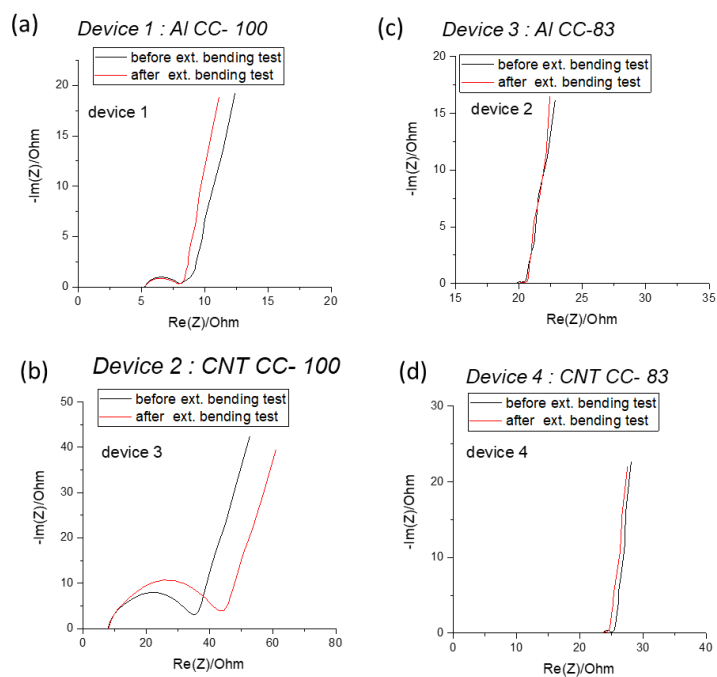 (a)
Device 1 : Al CC- 100
before ext. bending test
after ext. bending test
device 1
-Im(Z)/Ohm
20
15
10
5
0
0 5 10 15 20
Re(Z)/Ohm
(c)
Device 3 : Al CC-83
before ext. bending test
after ext. bending test
device 2
-Im(Z)/Ohm
20
15
10
5
0
15 20 25 30 35
Re(Z)/Ohm
(b)
Device 2 : CNT CC- 100
before ext. bending test
after ext. bending test
device 3
-Im(Z)/Ohm
50
40
30
20
10
0
0 20 40 60 80
Re(Z)/Ohm
(d)
Device 4 : CNT CC- 83
before ext. bending test
after ext. bending test
device 4
-Im(Z)/Ohm
30
20
10
0
0 10 20 30 40
Re(Z)/Ohm